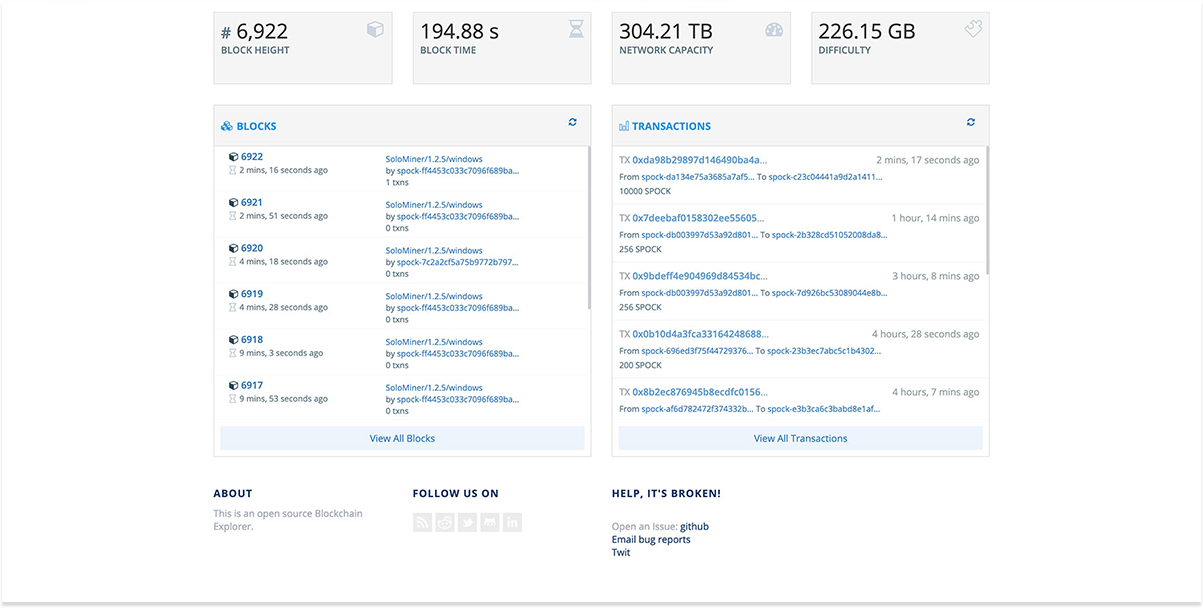 # 6,922
BLOCK HEIGHT
194.88 s
BLOCK TIME
304.21 TB
NETWORK CAPACITY
226.15 GB
DIFFICULTY
BLOCKS
6922
2 mins, 16 seconds ago
SoloMiner/1.2.5/windows
by spock-ff4453c033c7096f689ba...
1 txns
6921
2 mins, 51 seconds ago
SoloMiner/1.2.5/windows
by spock-ff4453c033c7096f689ba...
0 txns
6920
4 mins, 18 seconds ago
SoloMiner/1.2.5/windows
by spock-7c2a2cf5a75b9772b797...
0 txns
6919
4 mins, 28 seconds ago
SoloMiner/1.2.5/windows
by spock-ff4453c033c7096f689ba...
0 txns
6918
9 mins, 3 seconds ago
SoloMiner/1.2.5/windows
by spock-ff4453c033c7096f689ba...
0 txns
6917
9 mins, 53 seconds ago
SoloMiner/1.2.5/windows
by spock-ff4453c033c7096f689ba...
0 txns
View All Blocks
TRANSACTIONS
TX 0xda98b29897d146490ba4a... 2 mins, 17 seconds ago
From spock-da134e75a3685a7af5... To spock-c23c04441a9d2a1411...
10000 SPOCK
TX 0x7deebaf0158302ee55605... 1 hour, 14 mins ago
From spock-db003997d53a92d801... To spock-2b328cd51052008da8...
256 SPOCK
TX 0x9bdeff4e904969d84534bc... 3 hours, 8 mins ago
From spock-db003997d53a92d801... To spock-7d926bc53089044e8b...
256 SPOCK
TX 0x0b10d4a3fca33164248688... 4 hours, 28 seconds ago
From spock-696ed3f75f44729376... To spock-23b3ec7abc5c1b4302...
200 SPOCK
TX 0x8b2ec876945b8ecdfc0156... 4 hours, 7 mins ago
From spock-af6d782472f374332b... To spock-e3b3ca6c3babd8e1af...
View All Transactions
ABOUT
This is an open source Blockchain
Explorer.
FOLLOW US ON
HELP, IT'S BROKEN!
Open an Issue: github
Email bug reports
Twit